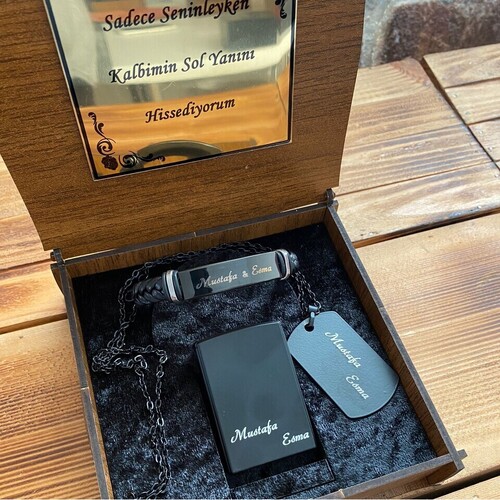 Sadece Seninleyken
Kalbimin Sol Yanını
Hissediyorum
Mustafa & Esma
Mustafa
Esma
Mustafa
Esma